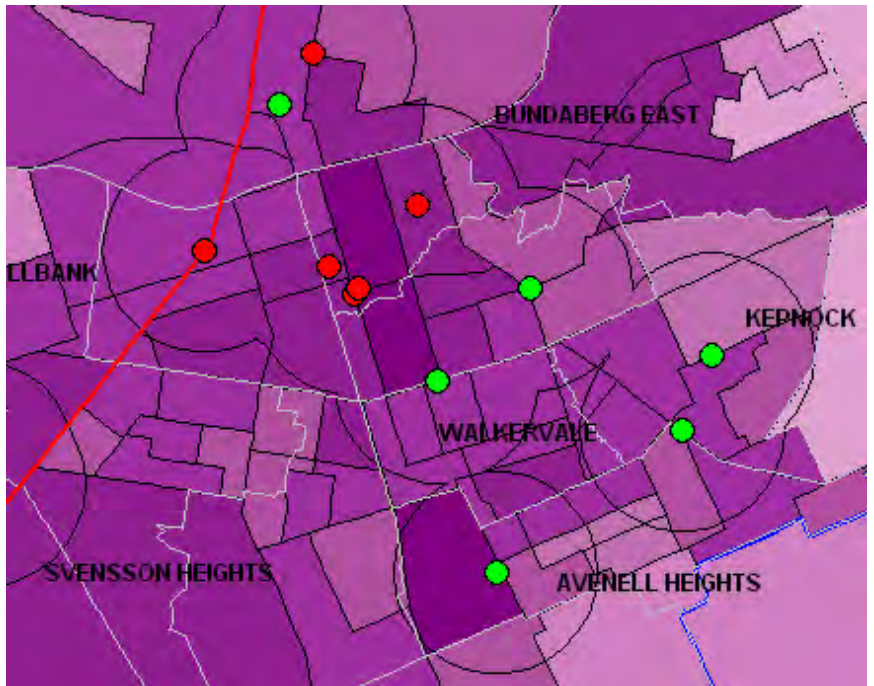 BUNDABERG EAST
LLBANK
KEPNOCK
WALKERVALE
SVENSSON HEIGHTS
AVENELL HEIGHTS